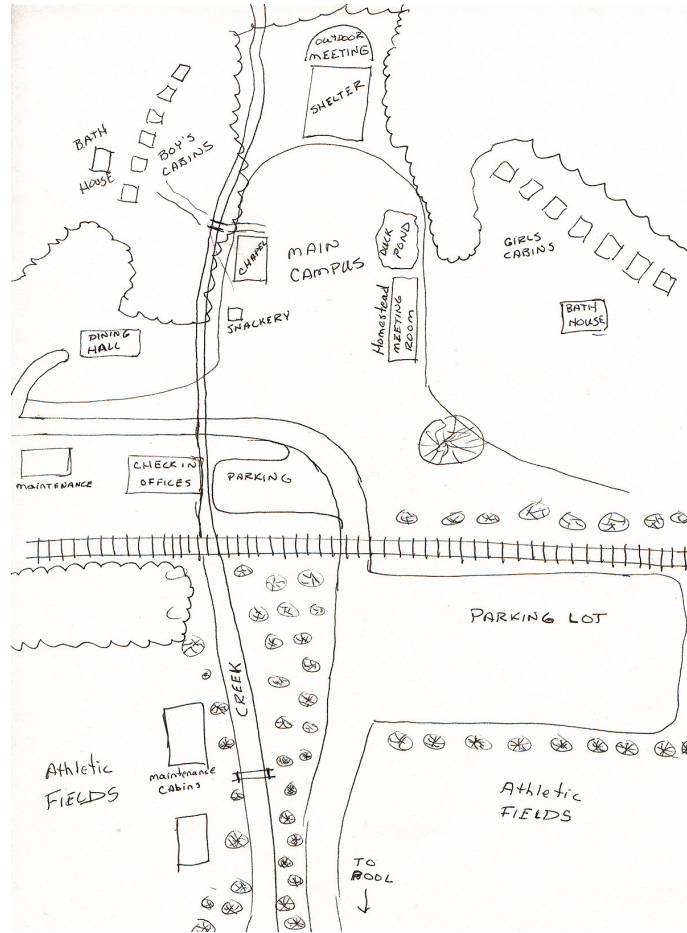 OUTDOOR
MEETING
SHELTER
BATH
HOUSE
BOY'S
CABINS
CHAPEL
MAIN
CAMPUS
DUCK
POND
GIRLS
CABINS
SNACKERY
Homestead
MEETING
ROOM
BATH
HOUSE
DINING
HALL
MAINTENANCE
CHECK IN
OFFICES
PARKING
PARKING LOT
CREEK
Athletic
FIELDS
maintenance
cabins
Athletic
FIELDS
TO
POOL